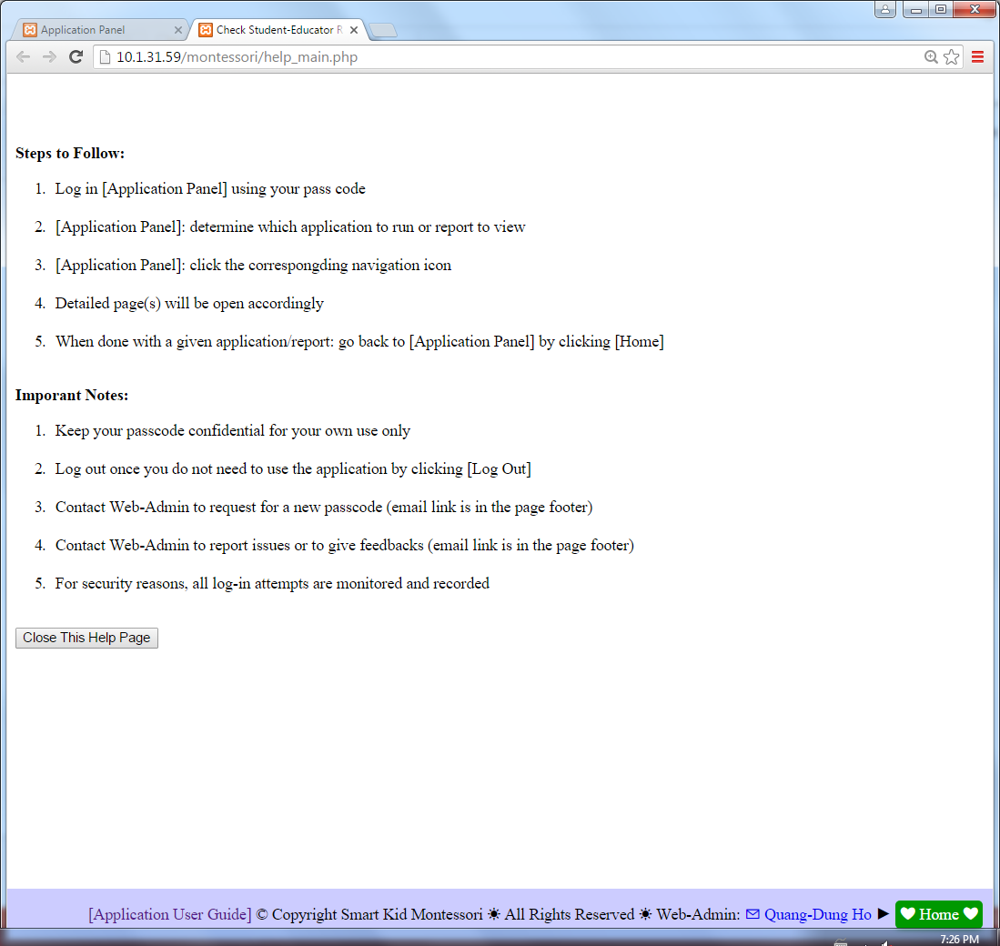 Application Panel
Check Student-Educator R
10.1.31.59/montessori/help_main.php
Steps to Follow:
1. Log in [Application Panel] using your pass code
2. [Application Panel]: determine which application to run or report to view
3. [Application Panel]: click the correspongding navigation icon
4. Detailed page(s) will be open accordingly
5. When done with a given application/report: go back to [Application Panel] by clicking [Home]
Imporant Notes:
1. Keep your passcode confidential for your own use only
2. Log out once you do not need to use the application by clicking [Log Out]
3. Contact Web-Admin to request for a new passcode (email link is in the page footer)
4. Contact Web-Admin to report issues or to give feedbacks (email link is in the page footer)
5. For security reasons, all log-in attempts are monitored and recorded
Close This Help Page
[Application User Guide] © Copyright Smart Kid Montessori ☀ All Rights Reserved ☀ Web-Admin: ✉ Quang-Dung Ho ► ♥ Home ♥
7:26 PM